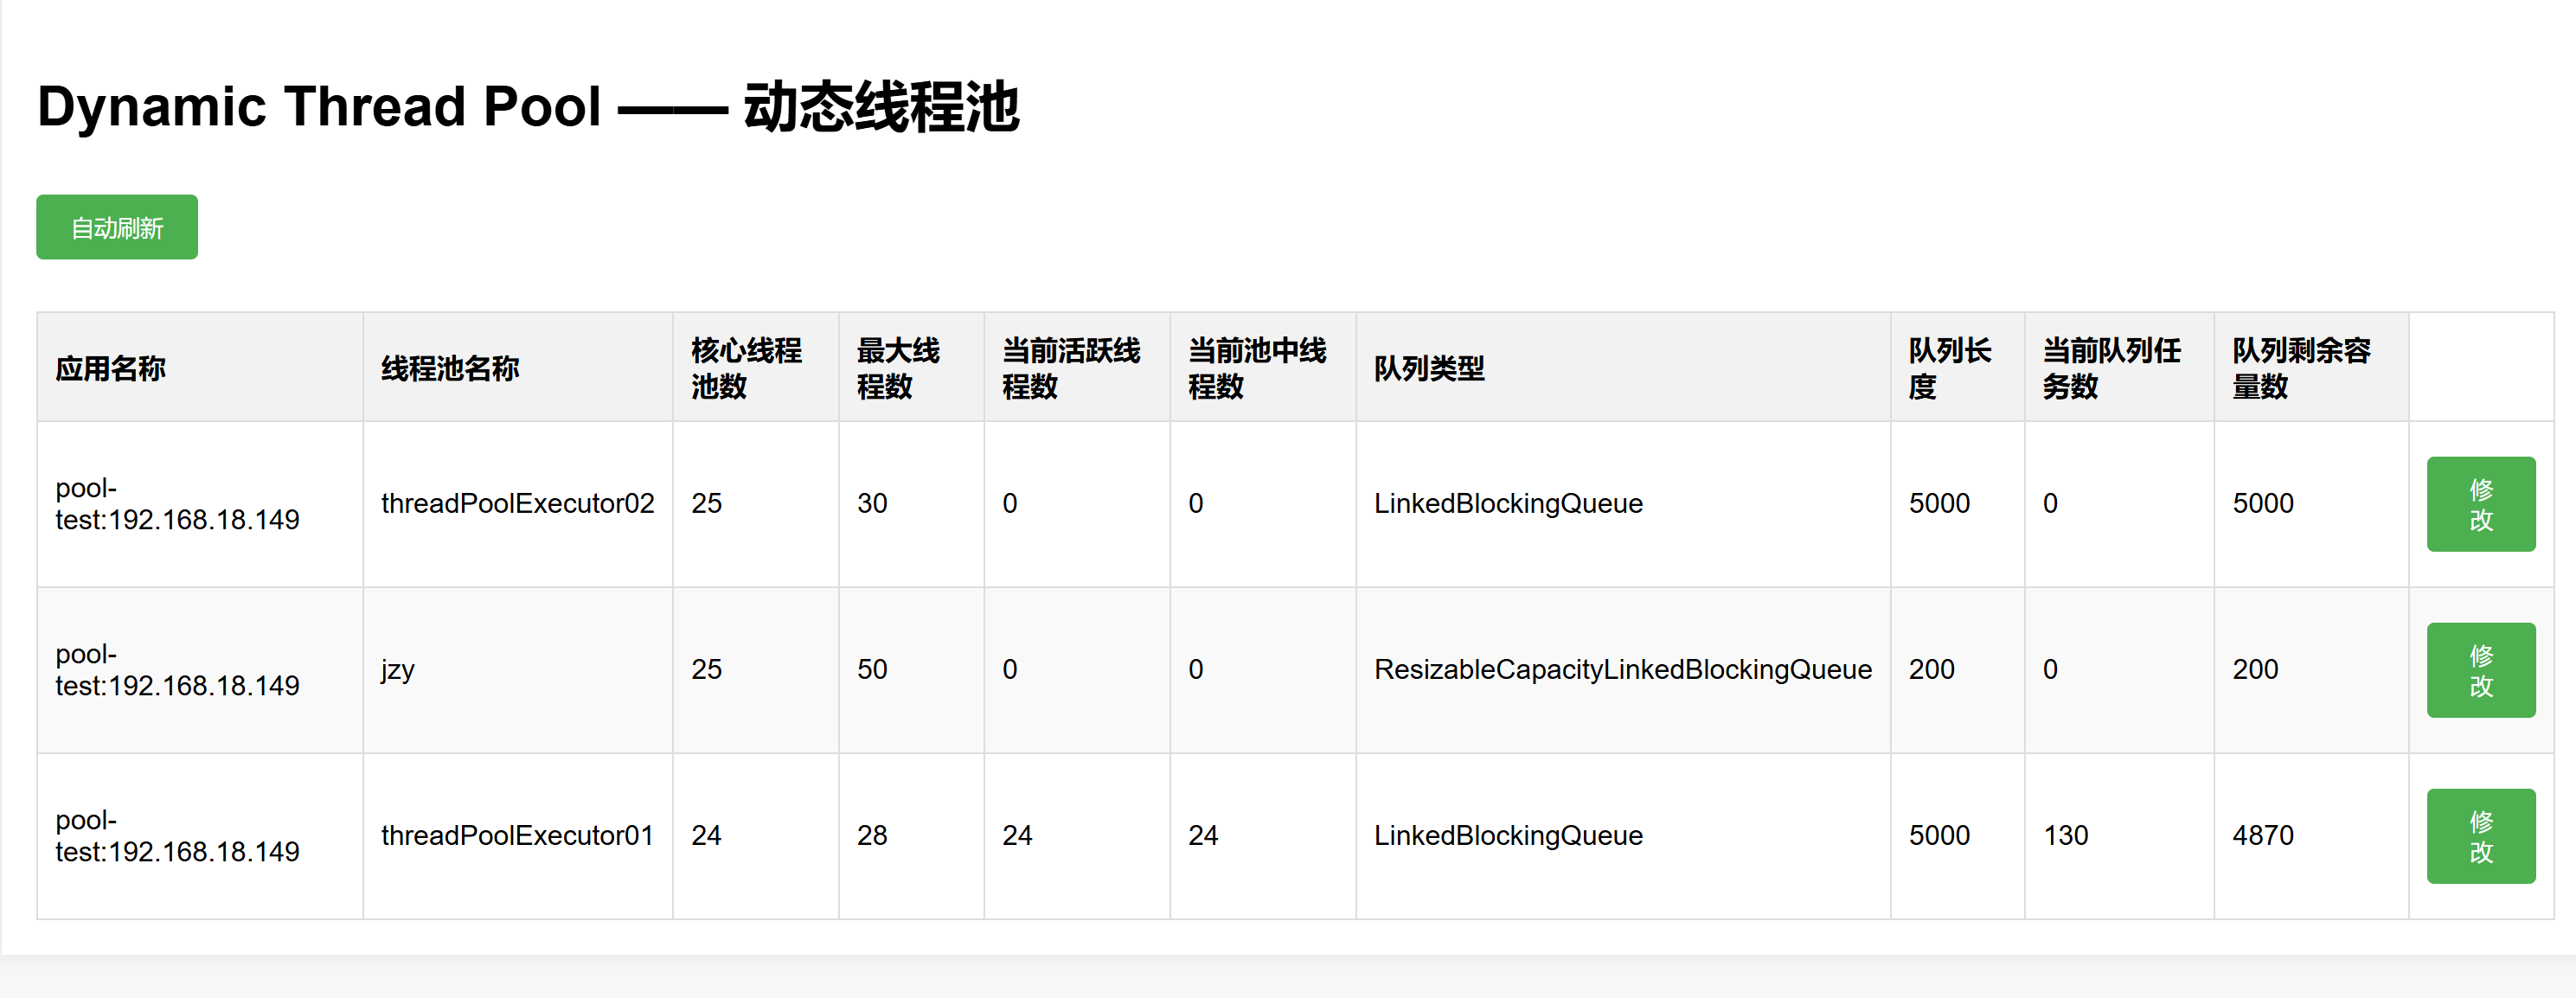 Dynamic Thread Pool —— 动态线程池
自动刷新
应用名称 线程池名称 核心线程池数 最大线程数 当前活跃线程数 当前池中线程数 队列类型 队列长度 当前队列任务数 队列剩余容量数
pool-test:192.168.18.149 threadPoolExecutor02 25 30 0 0 LinkedBlockingQueue 5000 0 5000 修改
pool-test:192.168.18.149 jzy 25 50 0 0 ResizableCapacityLinkedBlockingQueue 200 0 200 修改
pool-test:192.168.18.149 threadPoolExecutor01 24 28 24 24 LinkedBlockingQueue 5000 130 4870 修改